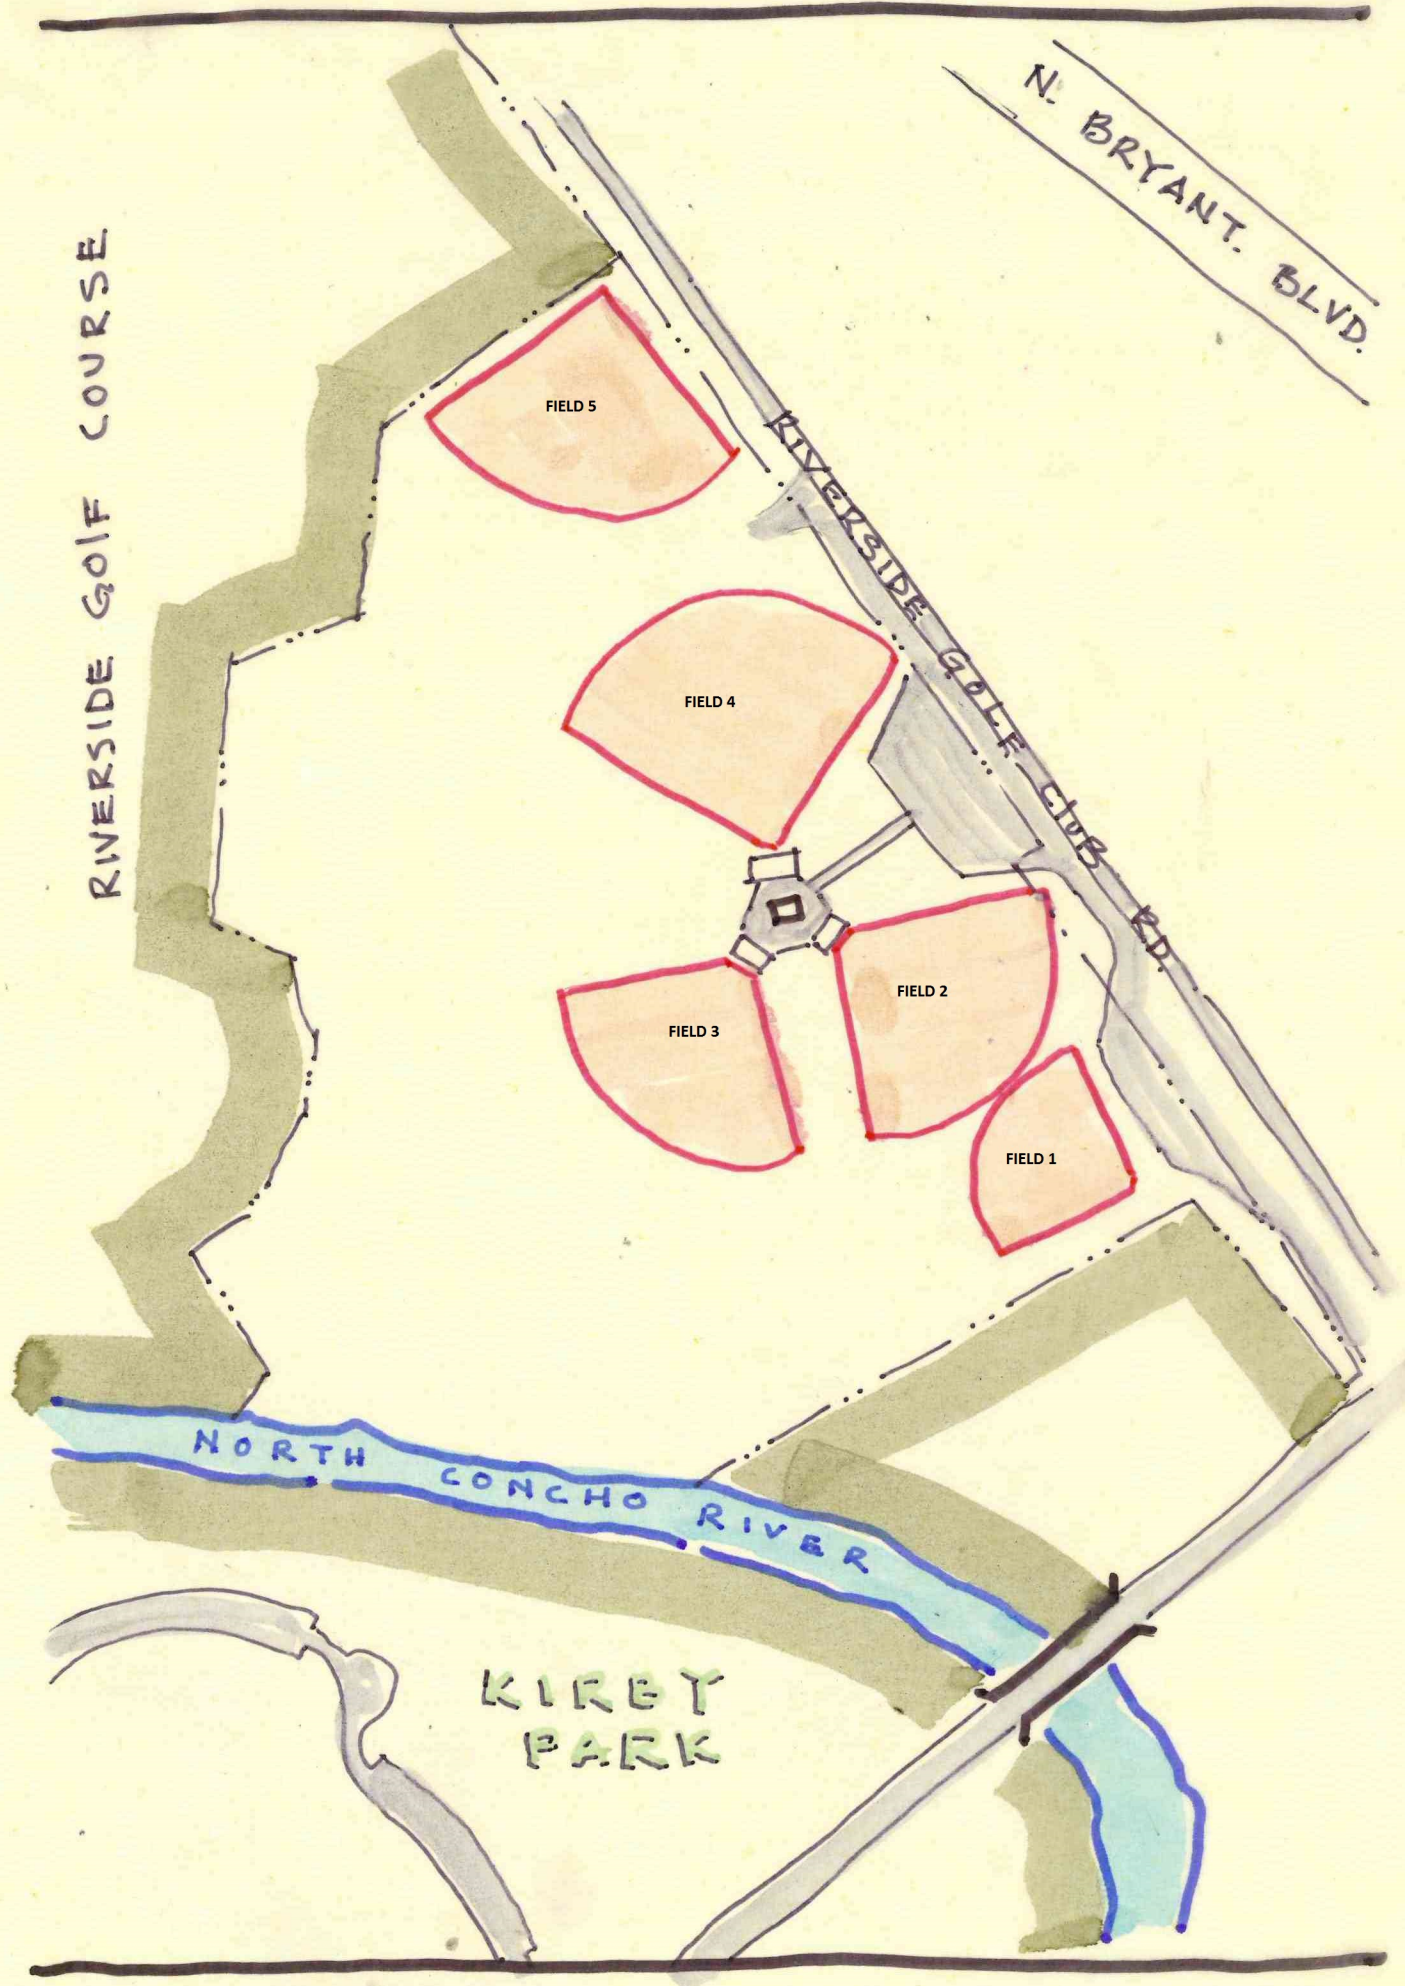 N. BRYANT. BLVD.
RIVERSIDE GOLF COURSE
FIELD 5
RIVERSIDE GOLF CLUB RD.
FIELD 4
FIELD 2
FIELD 3
FIELD 1
NORTH CONCHO RIVER
KIRBY
PARK